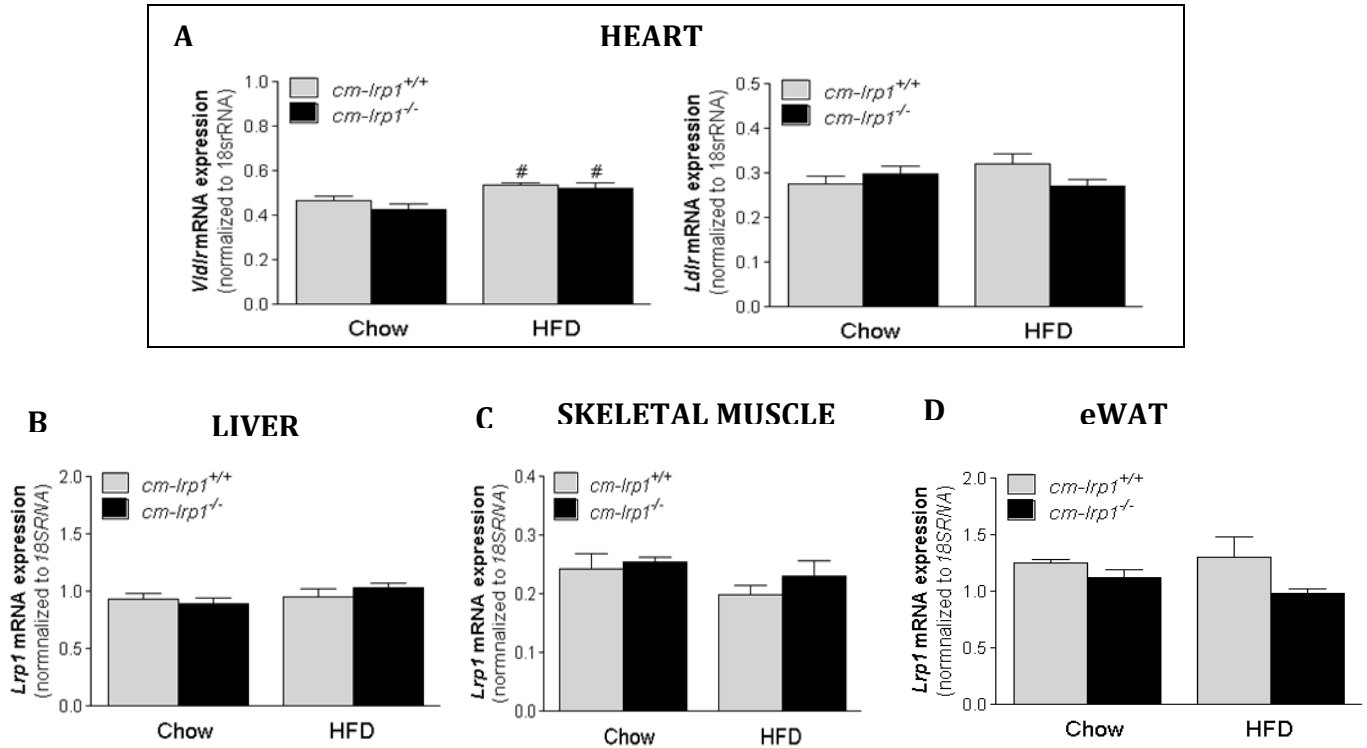 A
HEART
Vldlr mRNA expression
(normalized to 18srRNA)
1.0
0.8
0.6
0.4
0.2
0.0
cm-lrp1+/+
cm-lrp1-/-
# #
Chow HFD
Ldlr mRNA expression
(normalized to 18srRNA)
0.5
0.4
0.3
0.2
0.1
0.0
cm-lrp1+/+
cm-lrp1-/-
Chow HFD
B
LIVER
Lrp1 mRNA expression
(normnalized to 18SRNA)
2.0
1.5
1.0
0.5
0.0
cm-lrp1+/+
cm-lrp1-/-
Chow HFD
C
SKELETAL MUSCLE
Lrp1 mRNA expression
(normnalized to 18SRNA)
0.4
0.3
0.2
0.1
0.0
cm-lrp1+/+
cm-lrp1-/-
Chow HFD
D
eWAT
Lrp1 mRNA expression
(normnalized to 18SRNA)
2.0
1.5
1.0
0.5
0.0
cm-lrp1+/+
cm-lrp1-/-
Chow HFD